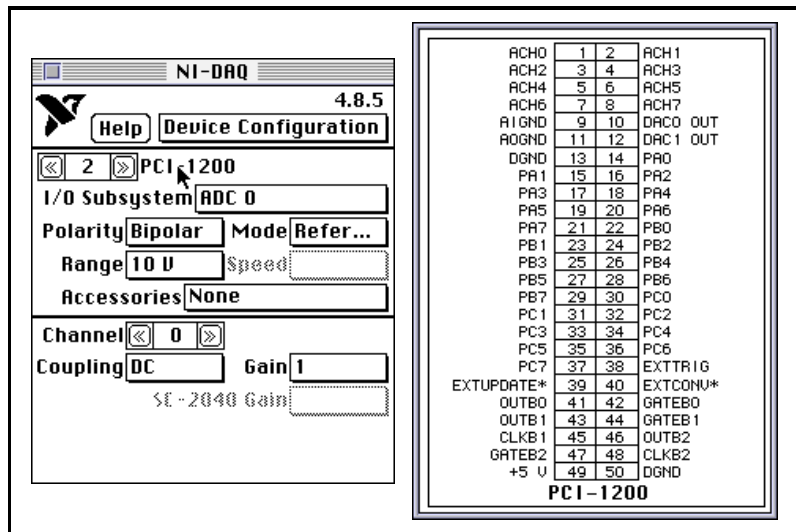 NI-DAQ
4.8.5
Help Device Configuration
2 PCI-1200
I/O Subsystem ADC 0
Polarity Bipolar Mode Refer...
Range 10 V Speed
Accessories None
Channel 0
Coupling DC Gain 1
SC-2040 Gain
ACH0 1 2 ACH1
ACH2 3 4 ACH3
ACH4 5 6 ACH5
ACH6 7 8 ACH7
AIGND 9 10 DAC0 OUT
AOGND 11 12 DAC1 OUT
DGND 13 14 PA0
PA1 15 16 PA2
PA3 17 18 PA4
PA5 19 20 PA6
PA7 21 22 PB0
PB1 23 24 PB2
PB3 25 26 PB4
PB5 27 28 PB6
PB7 29 30 PC0
PC1 31 32 PC2
PC3 33 34 PC4
PC5 35 36 PC6
PC7 37 38 EXTTRIG
EXTUPDATE* 39 40 EXTCONV*
OUTB0 41 42 GATEB0
OUTB1 43 44 GATEB1
CLKB1 45 46 OUTB2
GATEB2 47 48 CLKB2
+5 V 49 50 DGND
PCI-1200